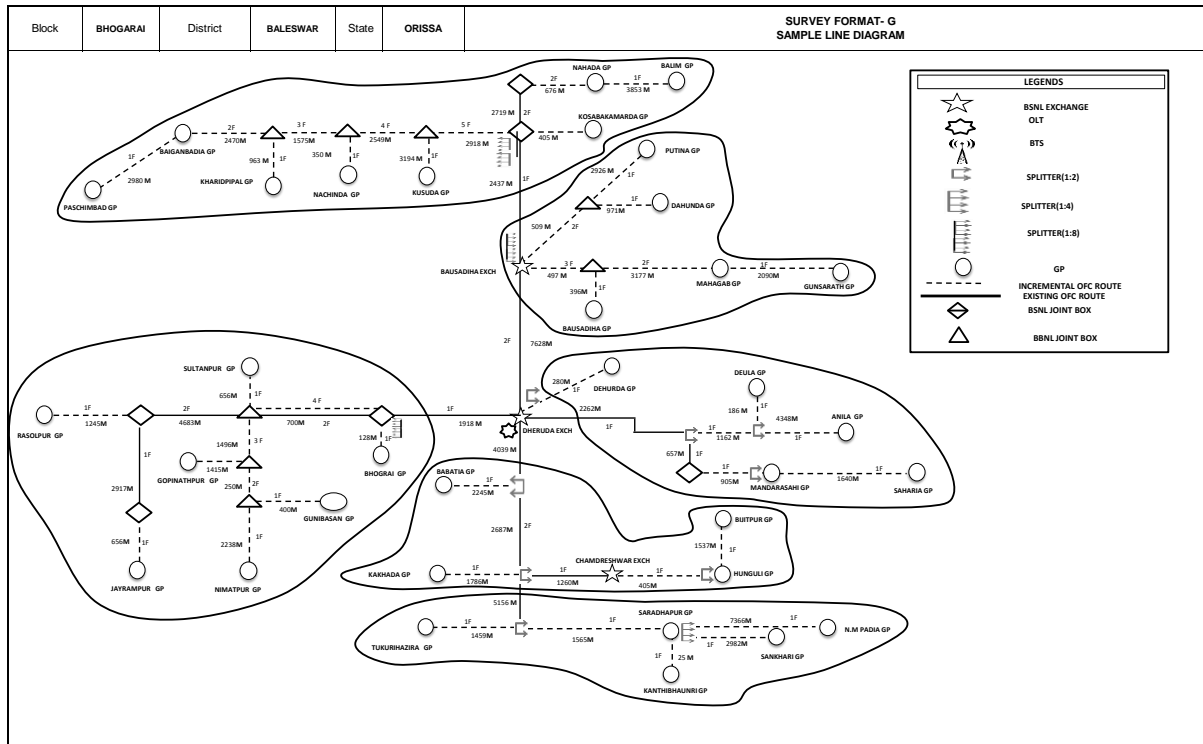 Block BHOGARAI District BALESWAR State ORISSA
SURVEY FORMAT- G
SAMPLE LINE DIAGRAM
LEGENDS
BSNL EXCHANGE
OLT
BTS
SPLITTER(1:2)
SPLITTER(1:4)
SPLITTER(1:8)
GP
INCREMENTAL OFC ROUTE
EXISTING OFC ROUTE
BSNL JOINT BOX
BBNL JOINT BOX
NAHADA GP
BALIM GP
2F
676 M
1F
3853 M
2719 M
2F
KOSABAKAMARDA GP
1F
405 M
BAIGANBADIA GP
2F
2470 M
3 F
1575 M
4 F
2549 M
5 F
2918 M
1F
2980 M
PASCHIMBAD GP
963 M
1F
KHARIDPIPAL GP
350 M
1F
NACHINDA GP
3194 M
1F
KUSUDA GP
2437 M
1F
PUTINA GP
2926 M
1F
DAHUNDA GP
1F
971M
509 M
2F
BAUSADIHA EXCH
3 F
497 M
2F
3177 M
MAHAGAB GP
1F
2090M
GUNSARATH GP
396M
1F
BAUSADIHA GP
2F
7628M
SULTANPUR GP
656M
1F
RASOLPUR GP
1F
1245M
2F
4683M
4 F
700M
2F
1F
1918 M
128M
1F
BHOGRAI GP
1496M
3 F
GOPINATHPUR GP
1415M
1F
250M
2F
1F
400M
GUNIBASAN GP
2238M
1F
NIMATPUR GP
1F
2917M
656M
1F
JAYRAMPUR GP
DHERUDA EXCH
4039 M
280M
1F
DEHURDA GP
2262M
1F
DEULA GP
186 M
1F
4348M
1F
ANILA GP
1F
1162 M
657M
1F
1F
905M
MANDARASAHI GP
1F
1640M
SAHARIA GP
BABATIA GP
1F
2245M
2687M
2F
KAKHADA GP
1F
1786M
1F
1260M
CHAMDRESHWAR EXCH
1F
405M
HUNGULI GP
1537M
1F
BIJITPUR GP
5156 M
TUKURIHAZIRA GP
1F
1459M
1F
1565M
SARADHAPUR GP
7366M
1F
N.M PADIA GP
1F
2982M
SANKHARI GP
1F
25 M
KANTHIBHAUNRI GP